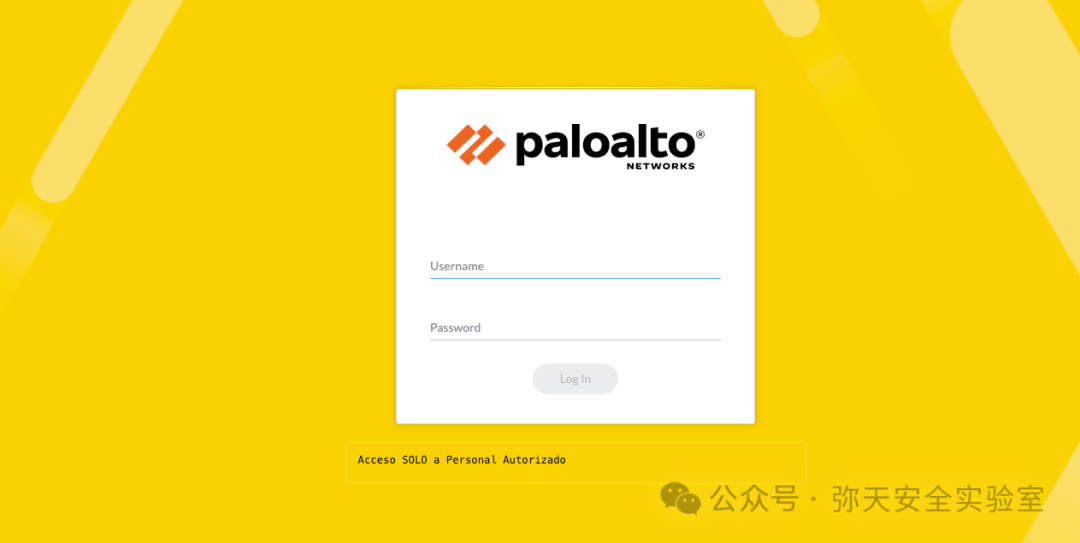 paloalto®
NETWORKS
Username
Password
Log In
Acceso SOLO a Personal Autorizado
公众号 · 弥天安全实验室